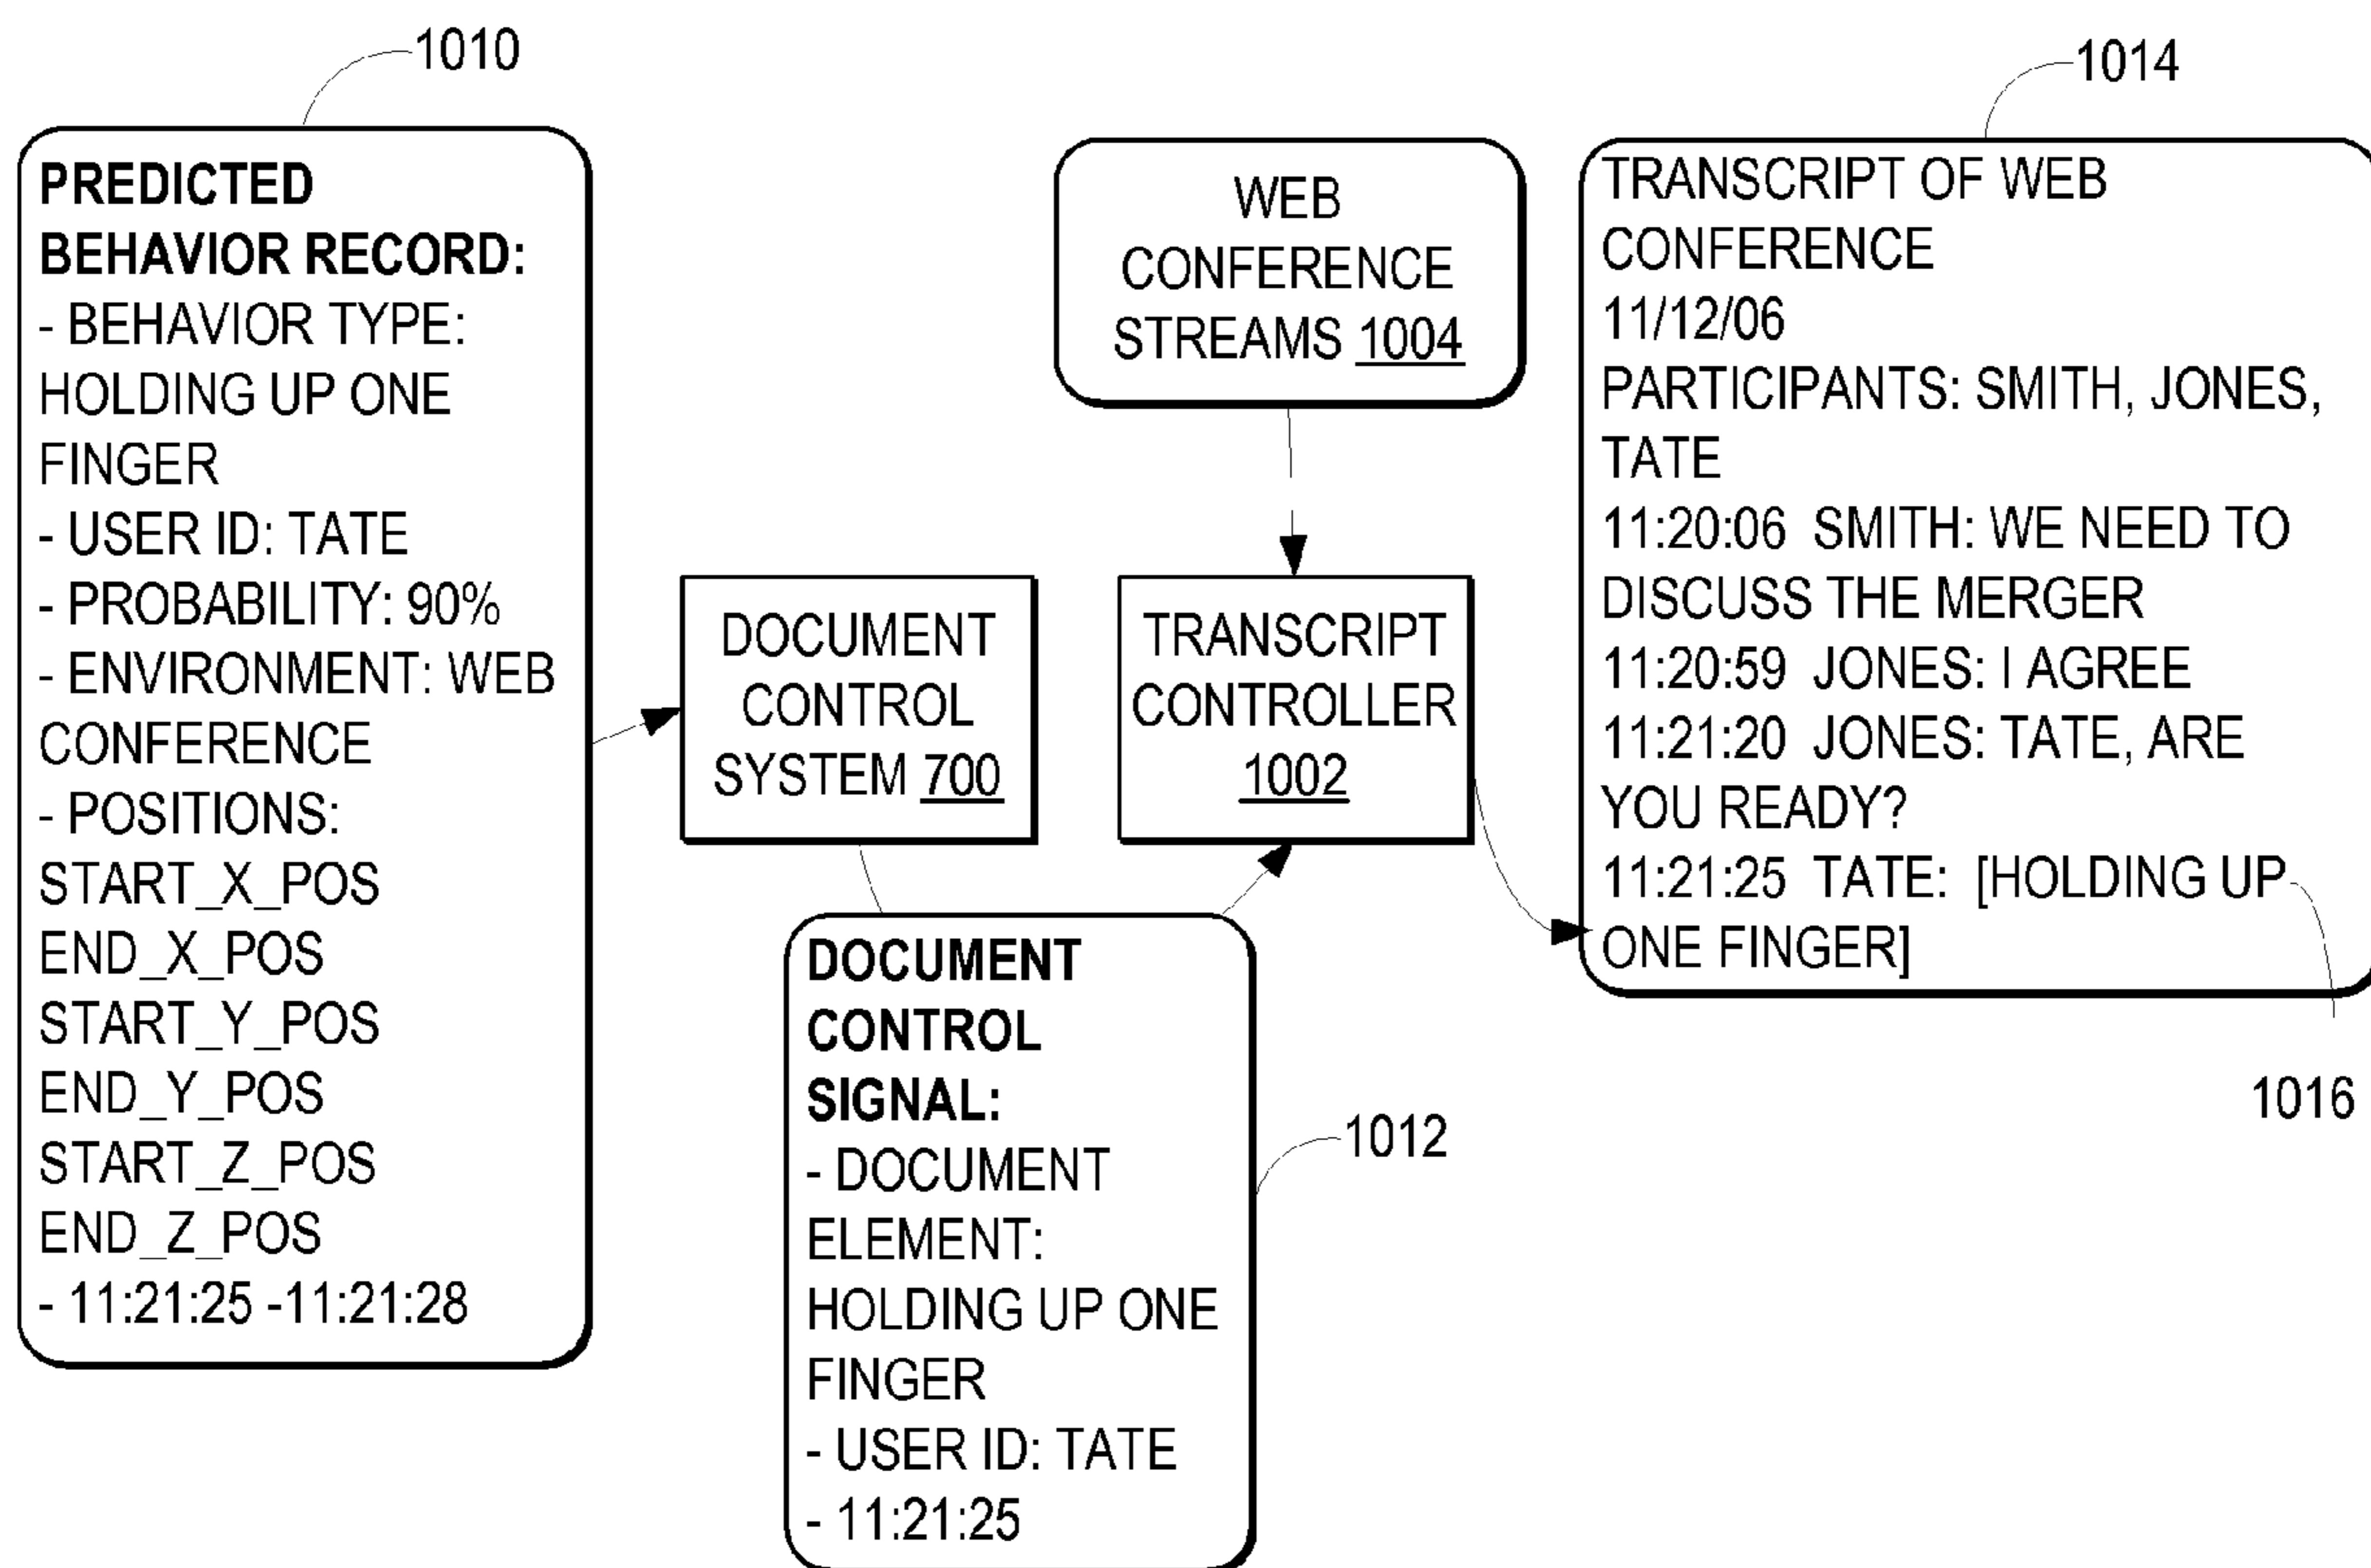 1010
PREDICTED
BEHAVIOR RECORD:
- BEHAVIOR TYPE:
HOLDING UP ONE
FINGER
- USER ID: TATE
- PROBABILITY: 90%
- ENVIRONMENT: WEB
CONFERENCE
- POSITIONS:
START_X_POS
END_X_POS
START_Y_POS
END_Y_POS
START_Z_POS
END_Z_POS
- 11:21:25 -11:21:28
DOCUMENT
CONTROL
SYSTEM 700
WEB
CONFERENCE
STREAMS 1004
TRANSCRIPT
CONTROLLER
1002
DOCUMENT
CONTROL
SIGNAL:
- DOCUMENT
ELEMENT:
HOLDING UP ONE
FINGER
- USER ID: TATE
- 11:21:25
1012
1014
TRANSCRIPT OF WEB
CONFERENCE
11/12/06
PARTICIPANTS: SMITH, JONES,
TATE
11:20:06 SMITH: WE NEED TO
DISCUSS THE MERGER
11:20:59 JONES: I AGREE
11:21:20 JONES: TATE, ARE
YOU READY?
11:21:25 TATE: [HOLDING UP
ONE FINGER]
1016